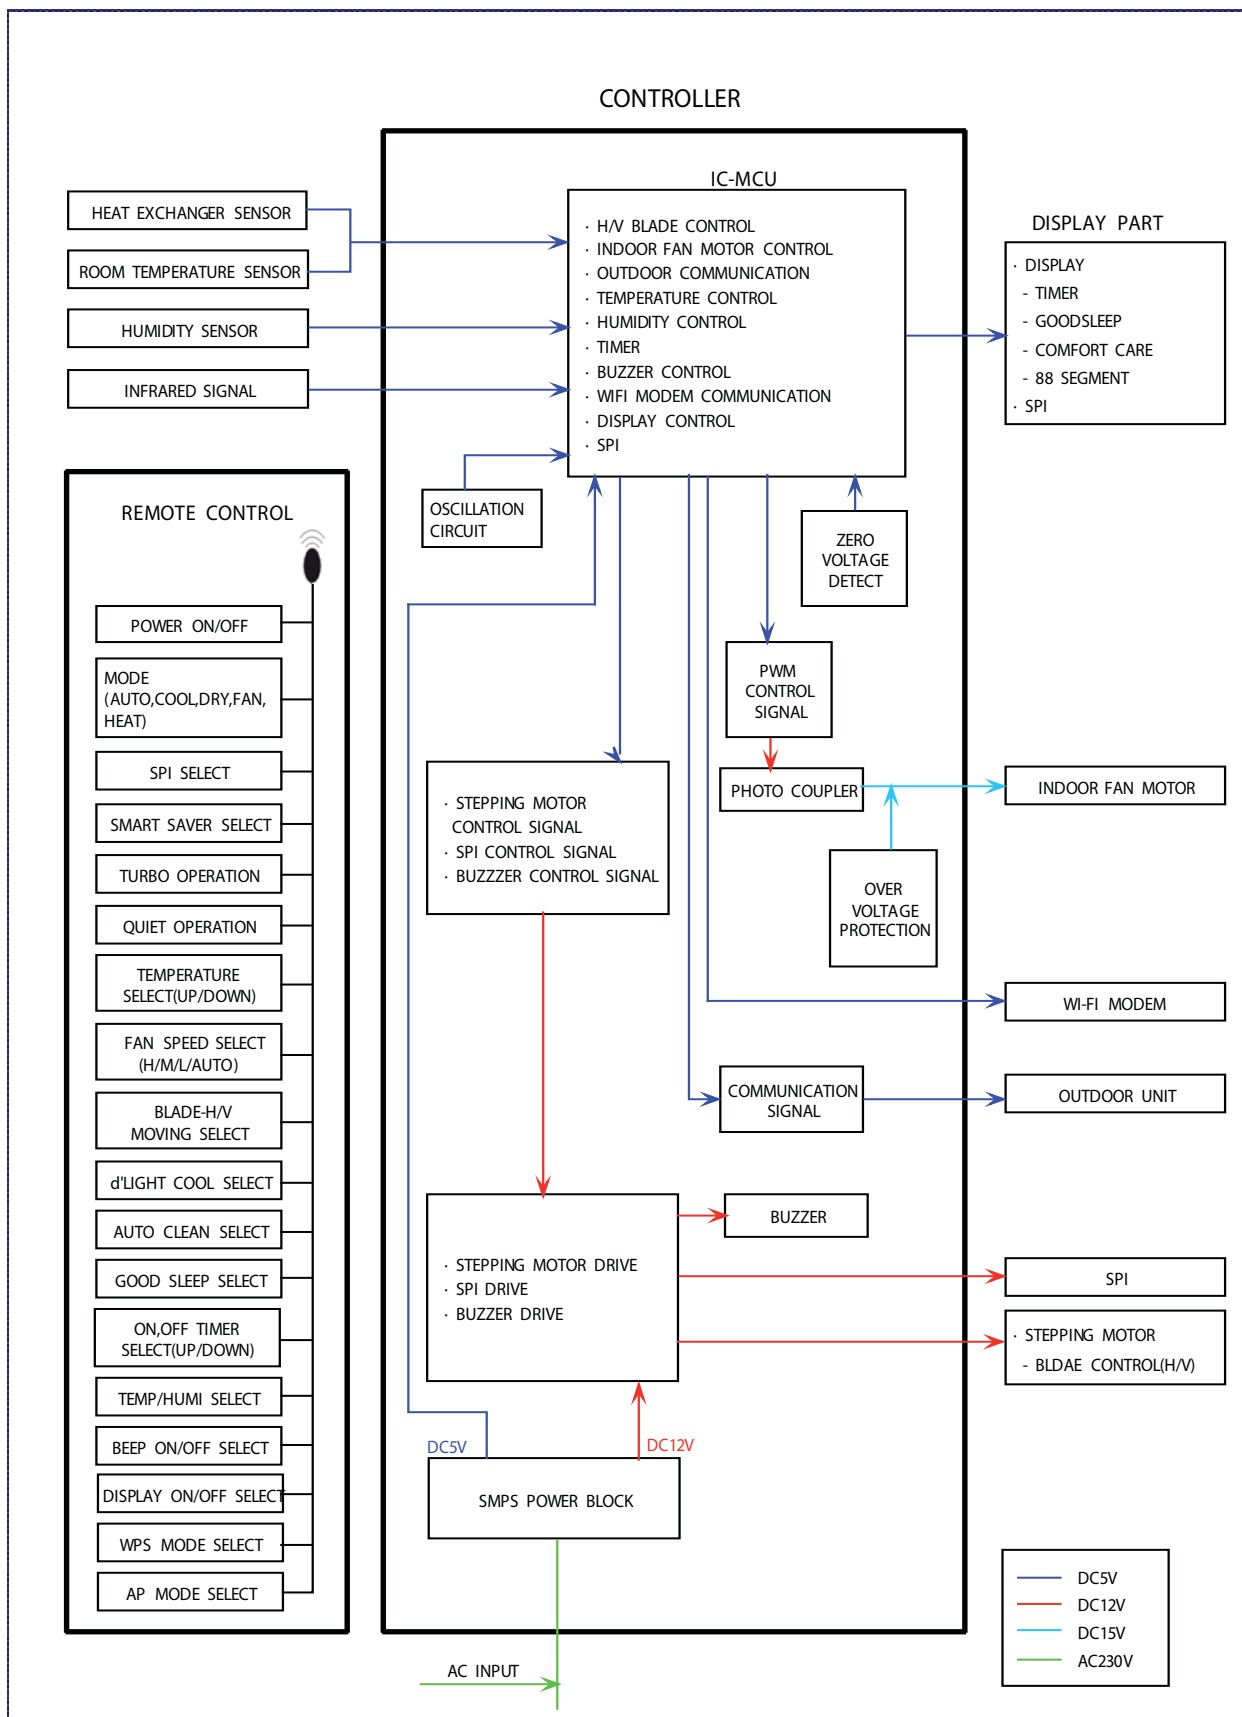 CONTROLLER
IC-MCU
HEAT EXCHANGER SENSOR
ROOM TEMPERATURE SENSOR
HUMIDITY SENSOR
INFRARED SIGNAL
· H/V BLADE CONTROL
· INDOOR FAN MOTOR CONTROL
· OUTDOOR COMMUNICATION
· TEMPERATURE CONTROL
· HUMIDITY CONTROL
· TIMER
· BUZZER CONTROL
· WIFI MODEM COMMUNICATION
· DISPLAY CONTROL
· SPI
DISPLAY PART
· DISPLAY
- TIMER
- GOODSLEEP
- COMFORT CARE
- 88 SEGMENT
· SPI
OSCILLATION
CIRCUIT
ZERO
VOLTAGE
DETECT
REMOTE CONTROL
POWER ON/OFF
MODE
(AUTO,COOL,DRY,FAN,
HEAT)
SPI SELECT
SMART SAVER SELECT
TURBO OPERATION
QUIET OPERATION
TEMPERATURE
SELECT(UP/DOWN)
FAN SPEED SELECT
(H/M/L/AUTO)
BLADE-H/V
MOVING SELECT
d'LIGHT COOL SELECT
AUTO CLEAN SELECT
GOOD SLEEP SELECT
ON,OFF TIMER
SELECT(UP/DOWN)
TEMP/HUMI SELECT
BEEP ON/OFF SELECT
DISPLAY ON/OFF SELECT
WPS MODE SELECT
AP MODE SELECT
PWM
CONTROL
SIGNAL
PHOTO COUPLER
INDOOR FAN MOTOR
· STEPPING MOTOR
CONTROL SIGNAL
· SPI CONTROL SIGNAL
· BUZZZER CONTROL SIGNAL
OVER
VOLTAGE
PROTECTION
WI-FI MODEM
COMMUNICATION
SIGNAL
OUTDOOR UNIT
BUZZER
· STEPPING MOTOR DRIVE
· SPI DRIVE
· BUZZER DRIVE
SPI
· STEPPING MOTOR
- BLDAE CONTROL(H/V)
DC5V
DC12V
SMPS POWER BLOCK
AC INPUT
DC5V
DC12V
DC15V
AC230V